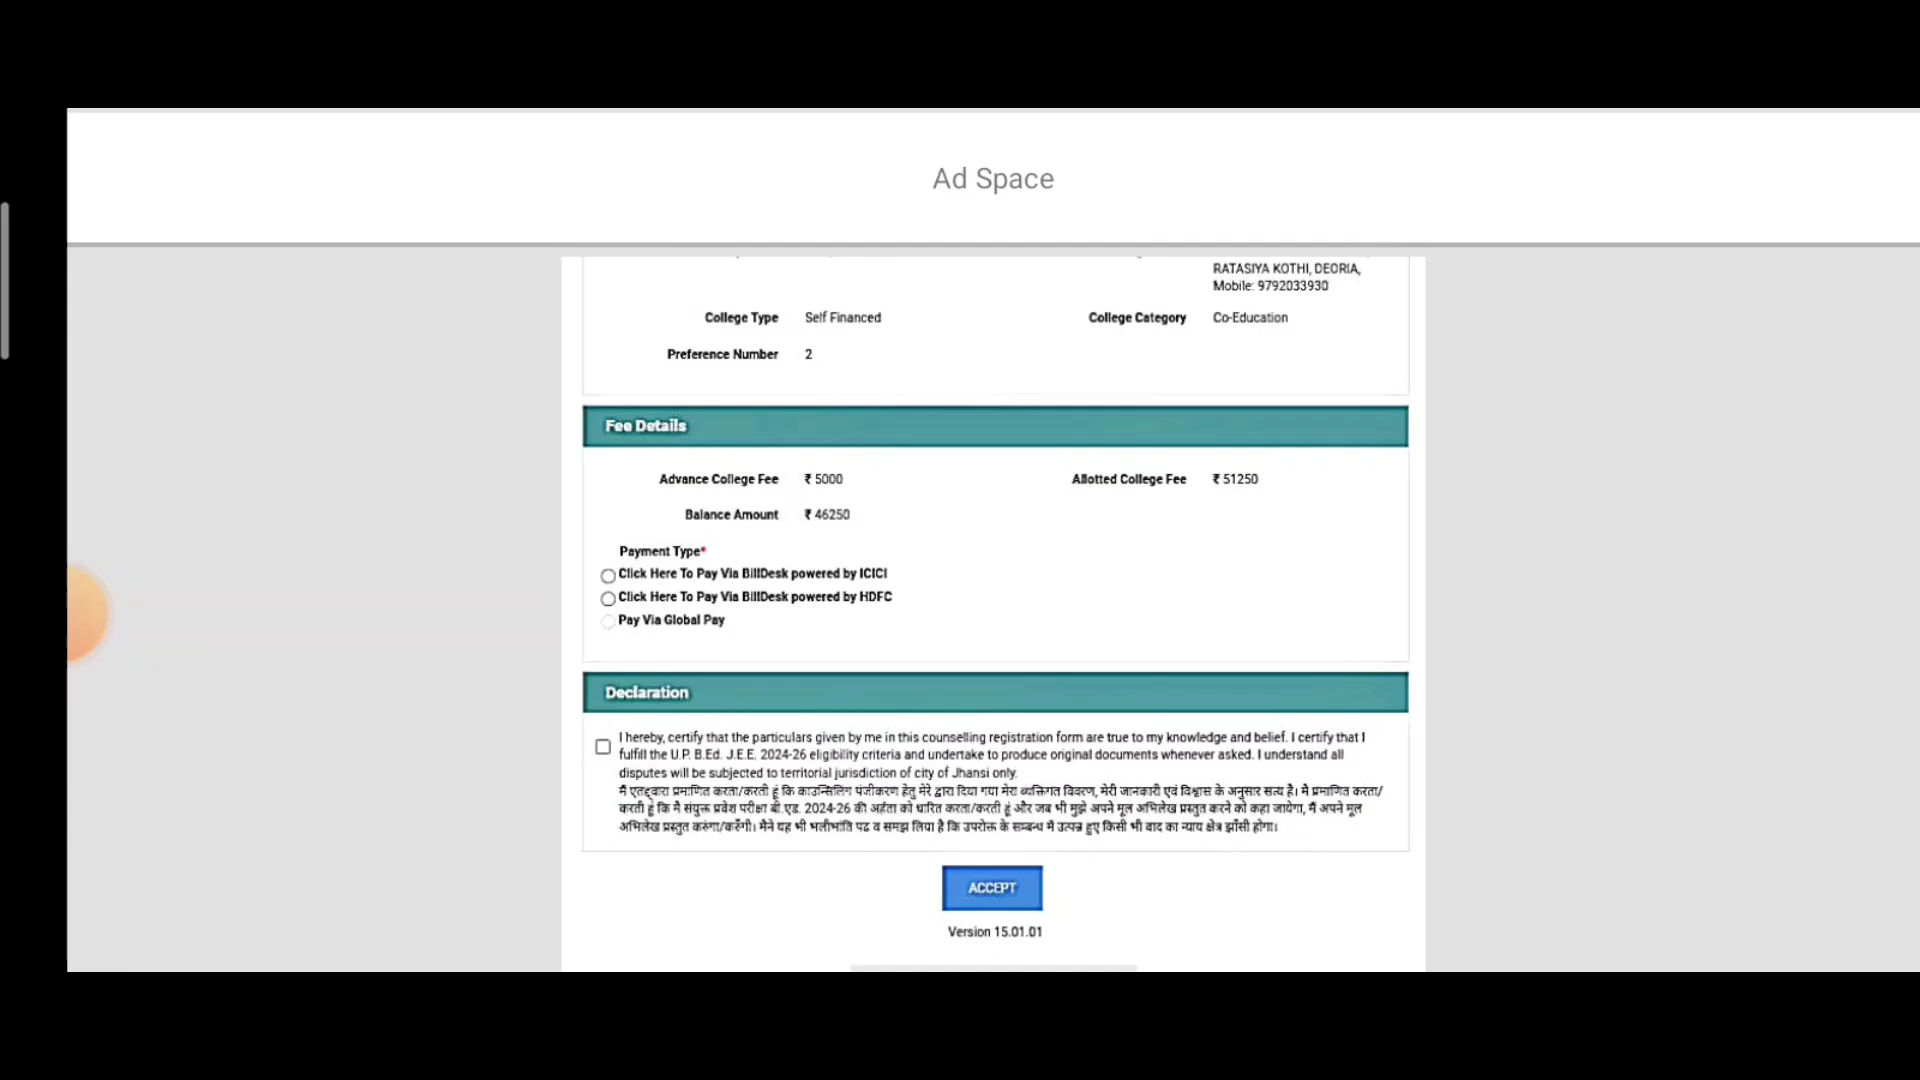 Ad Space
RATASIYA KOTHI, DEORIA,
Mobile: 9792033930
College Type Self Financed College Category Co-Education
Preference Number 2
Fee Details
Advance College Fee ₹ 5000 Allotted College Fee ₹ 51250
Balance Amount ₹ 46250
Payment Type*
Click Here To Pay Via BillDesk powered by ICICI
Click Here To Pay Via BillDesk powered by HDFC
Pay Via Global Pay
Declaration
I hereby, certify that the particulars given by me in this counselling registration form are true to my knowledge and belief. I certify that I
fulfill the U.P. B.Ed. J.E.E. 2024-26 eligibility criteria and undertake to produce original documents whenever asked. I understand all
disputes will be subjected to territorial jurisdiction of city of Jhansi only.
मैं एतद्द्वारा प्रमाणित करता/करती हूं कि काउन्सिलिंग पंजीकरण हेतु मेरे द्वारा दिया गया मेरा व्यक्तिगत विवरण, मेरी जानकारी एवं विश्वास के अनुसार सत्य है। मै प्रमाणित करता/
करती हूं कि मै संयुक्त प्रवेश परीक्षा बी.एड. 2024-26 की अर्हता को धारित करता/करती हूं और जब भी मुझे अपने मूल अभिलेख प्रस्तुत करने को कहा जायेगा, मैं अपने मूल
अभिलेख प्रस्तुत करुंगा/करुँगी। मैने यह भी भलीभांति पढ व समझ लिया है कि उपरोक्त के सम्बन्ध में उत्पन्न हुए किसी भी वाद का न्याय क्षेत्र झाँसी होगा।
ACCEPT
Version 15.01.01